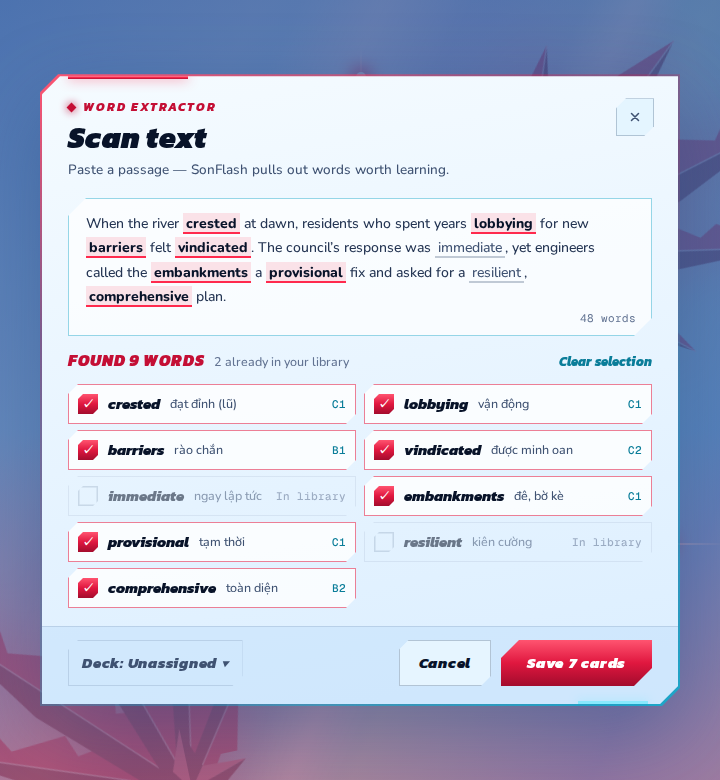 WORD EXTRACTOR
Scan text
×
Paste a passage — SonFlash pulls out words worth learning.
When the river crested at dawn, residents who spent years lobbying for new
barriers felt vindicated. The council's response was immediate, yet engineers
called the embankments a provisional fix and asked for a resilient,
comprehensive plan.
48 words
FOUND 9 WORDS 2 already in your library Clear selection
✓ crested đạt đỉnh (lũ) C1
✓ lobbying vận động C1
✓ barriers rào chắn B1
✓ vindicated được minh oan C2
immediate ngay lập tức In library
✓ embankments đê, bờ kè C1
✓ provisional tạm thời C1
resilient kiên cường In library
✓ comprehensive toàn diện B2
Deck: Unassigned ▾ Cancel Save 7 cards